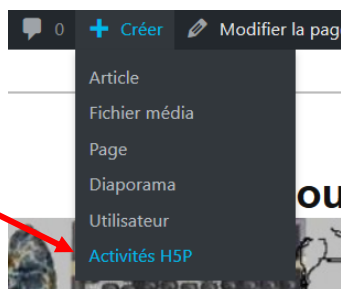 0 + Créer Modifier la pag
Article
Fichier média
Page
Diaporama
ou
Utilisateur
Activités H5P